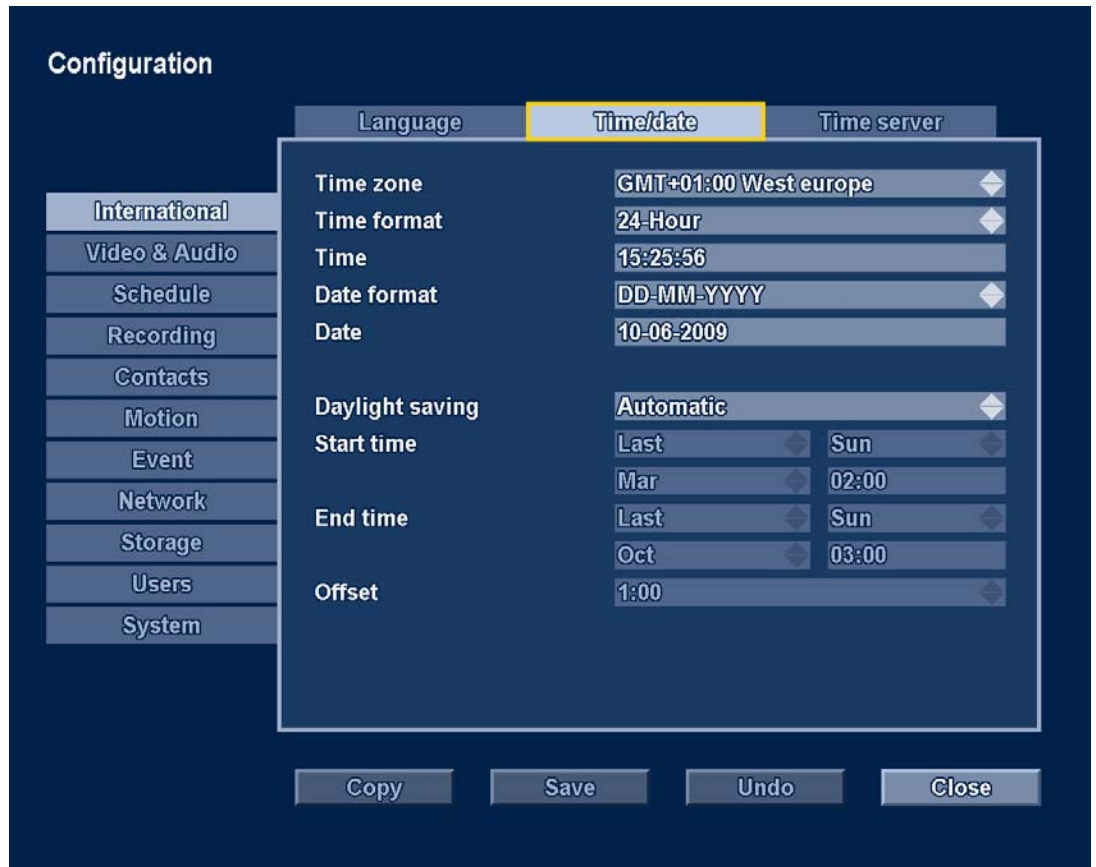 Configuration
Language Time/date Time server
International
Video & Audio
Schedule
Recording
Contacts
Motion
Event
Network
Storage
Users
System
Time zone GMT+01:00 West europe
Time format 24-Hour
Time 15:25:56
Date format DD-MM-YYYY
Date 10-06-2009
Daylight saving Automatic
Start time Last Sun
Mar 02:00
End time Last Sun
Oct 03:00
Offset 1:00
Copy Save Undo Close